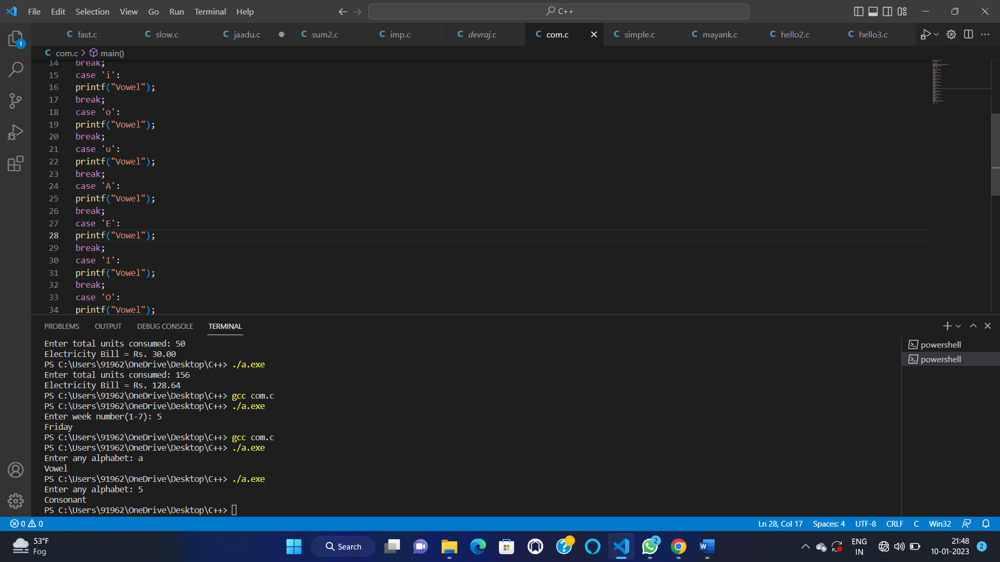 File Edit Selection View Go Run Terminal Help
C++
C fast.c C slow.c C jaadu.c C sum2.c C imp.c C devraj.c C com.c C simple.c C mayank.c C hello2.c C hello3.c
1
C com.c > main()
14 break;
15 case 'i':
16 printf("Vowel");
17 break;
18 case 'o':
19 printf("Vowel");
20 break;
21 case 'u':
22 printf("Vowel");
23 break;
24 case 'A':
25 printf("Vowel");
26 break;
27 case 'E':
28 printf("Vowel");
29 break;
30 case 'I':
31 printf("Vowel");
32 break;
33 case 'O':
34 printf("Vowel");
PROBLEMS OUTPUT DEBUG CONSOLE TERMINAL
Enter total units consumed: 50
Electricity Bill = Rs. 30.00
PS C:\Users\91962\OneDrive\Desktop\C++> ./a.exe
Enter total units consumed: 156
Electricity Bill = Rs. 128.64
PS C:\Users\91962\OneDrive\Desktop\C++> gcc com.c
PS C:\Users\91962\OneDrive\Desktop\C++> ./a.exe
Enter week number(1-7): 5
Friday
PS C:\Users\91962\OneDrive\Desktop\C++> gcc com.c
PS C:\Users\91962\OneDrive\Desktop\C++> ./a.exe
Enter any alphabet: a
Vowel
PS C:\Users\91962\OneDrive\Desktop\C++> ./a.exe
Enter any alphabet: 5
Consonant
PS C:\Users\91962\OneDrive\Desktop\C++>
powershell
powershell
0 0 Ln 28, Col 17 Spaces: 4 UTF-8 CRLF C Win32
53°F
Fog
Search
2
W
ENG
IN
21:48
10-01-2023
2